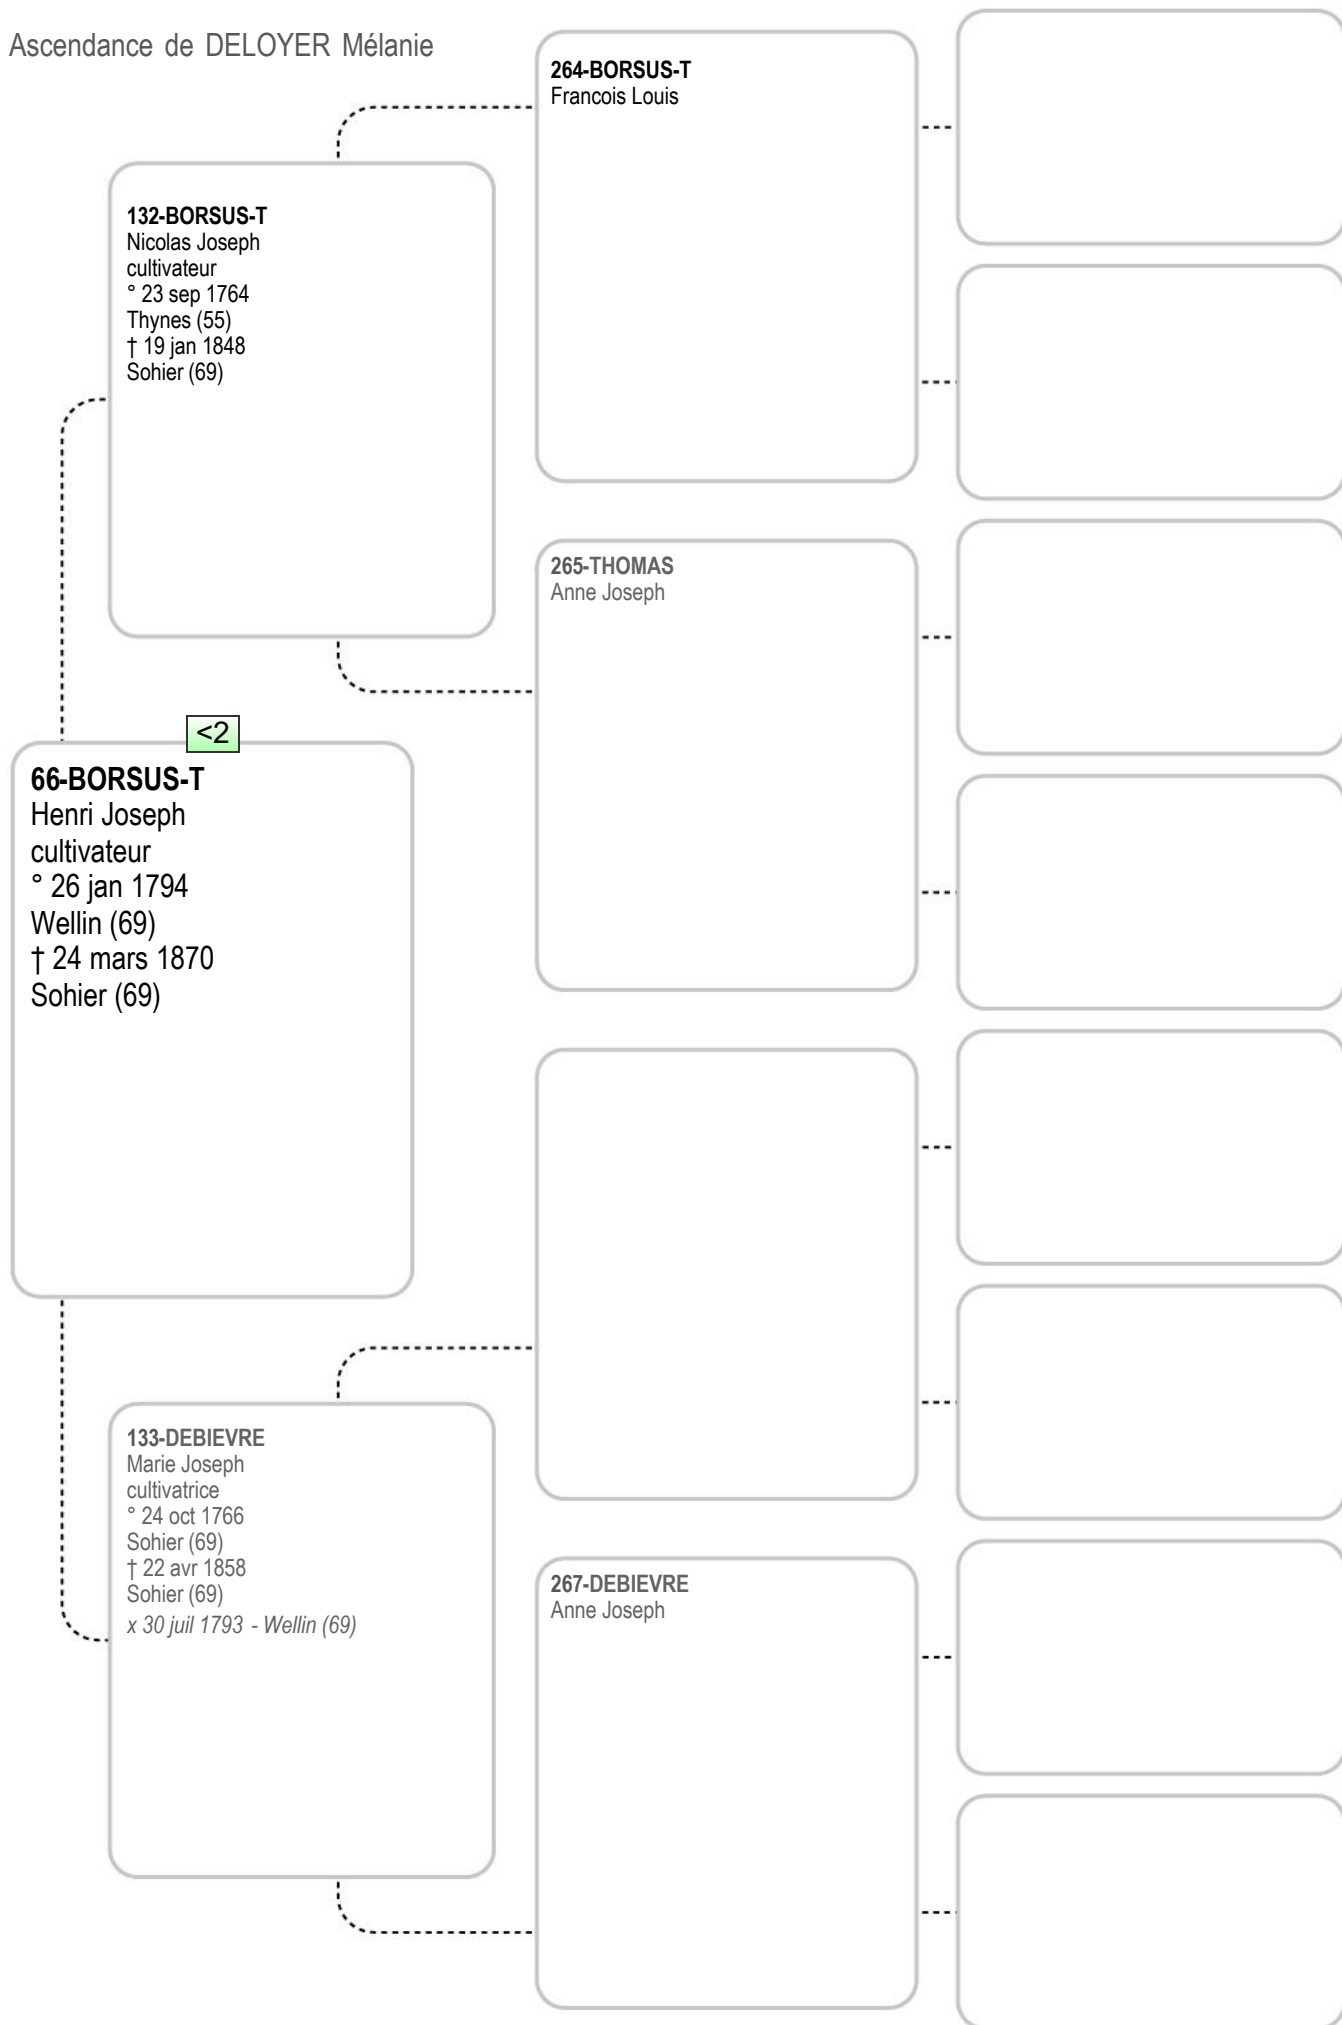 Ascendance de DELOYER Mélanie
264-BORSUS-T
Francois Louis
132-BORSUS-T
Nicolas Joseph
cultivateur
° 23 sep 1764
Thynes (55)
† 19 jan 1848
Sohier (69)
265-THOMAS
Anne Joseph
<2
66-BORSUS-T
Henri Joseph
cultivateur
° 26 jan 1794
Wellin (69)
† 24 mars 1870
Sohier (69)
133-DEBIEVRE
Marie Joseph
cultivatrice
° 24 oct 1766
Sohier (69)
† 22 avr 1858
Sohier (69)
x 30 juil 1793 - Wellin (69)
267-DEBIEVRE
Anne Joseph